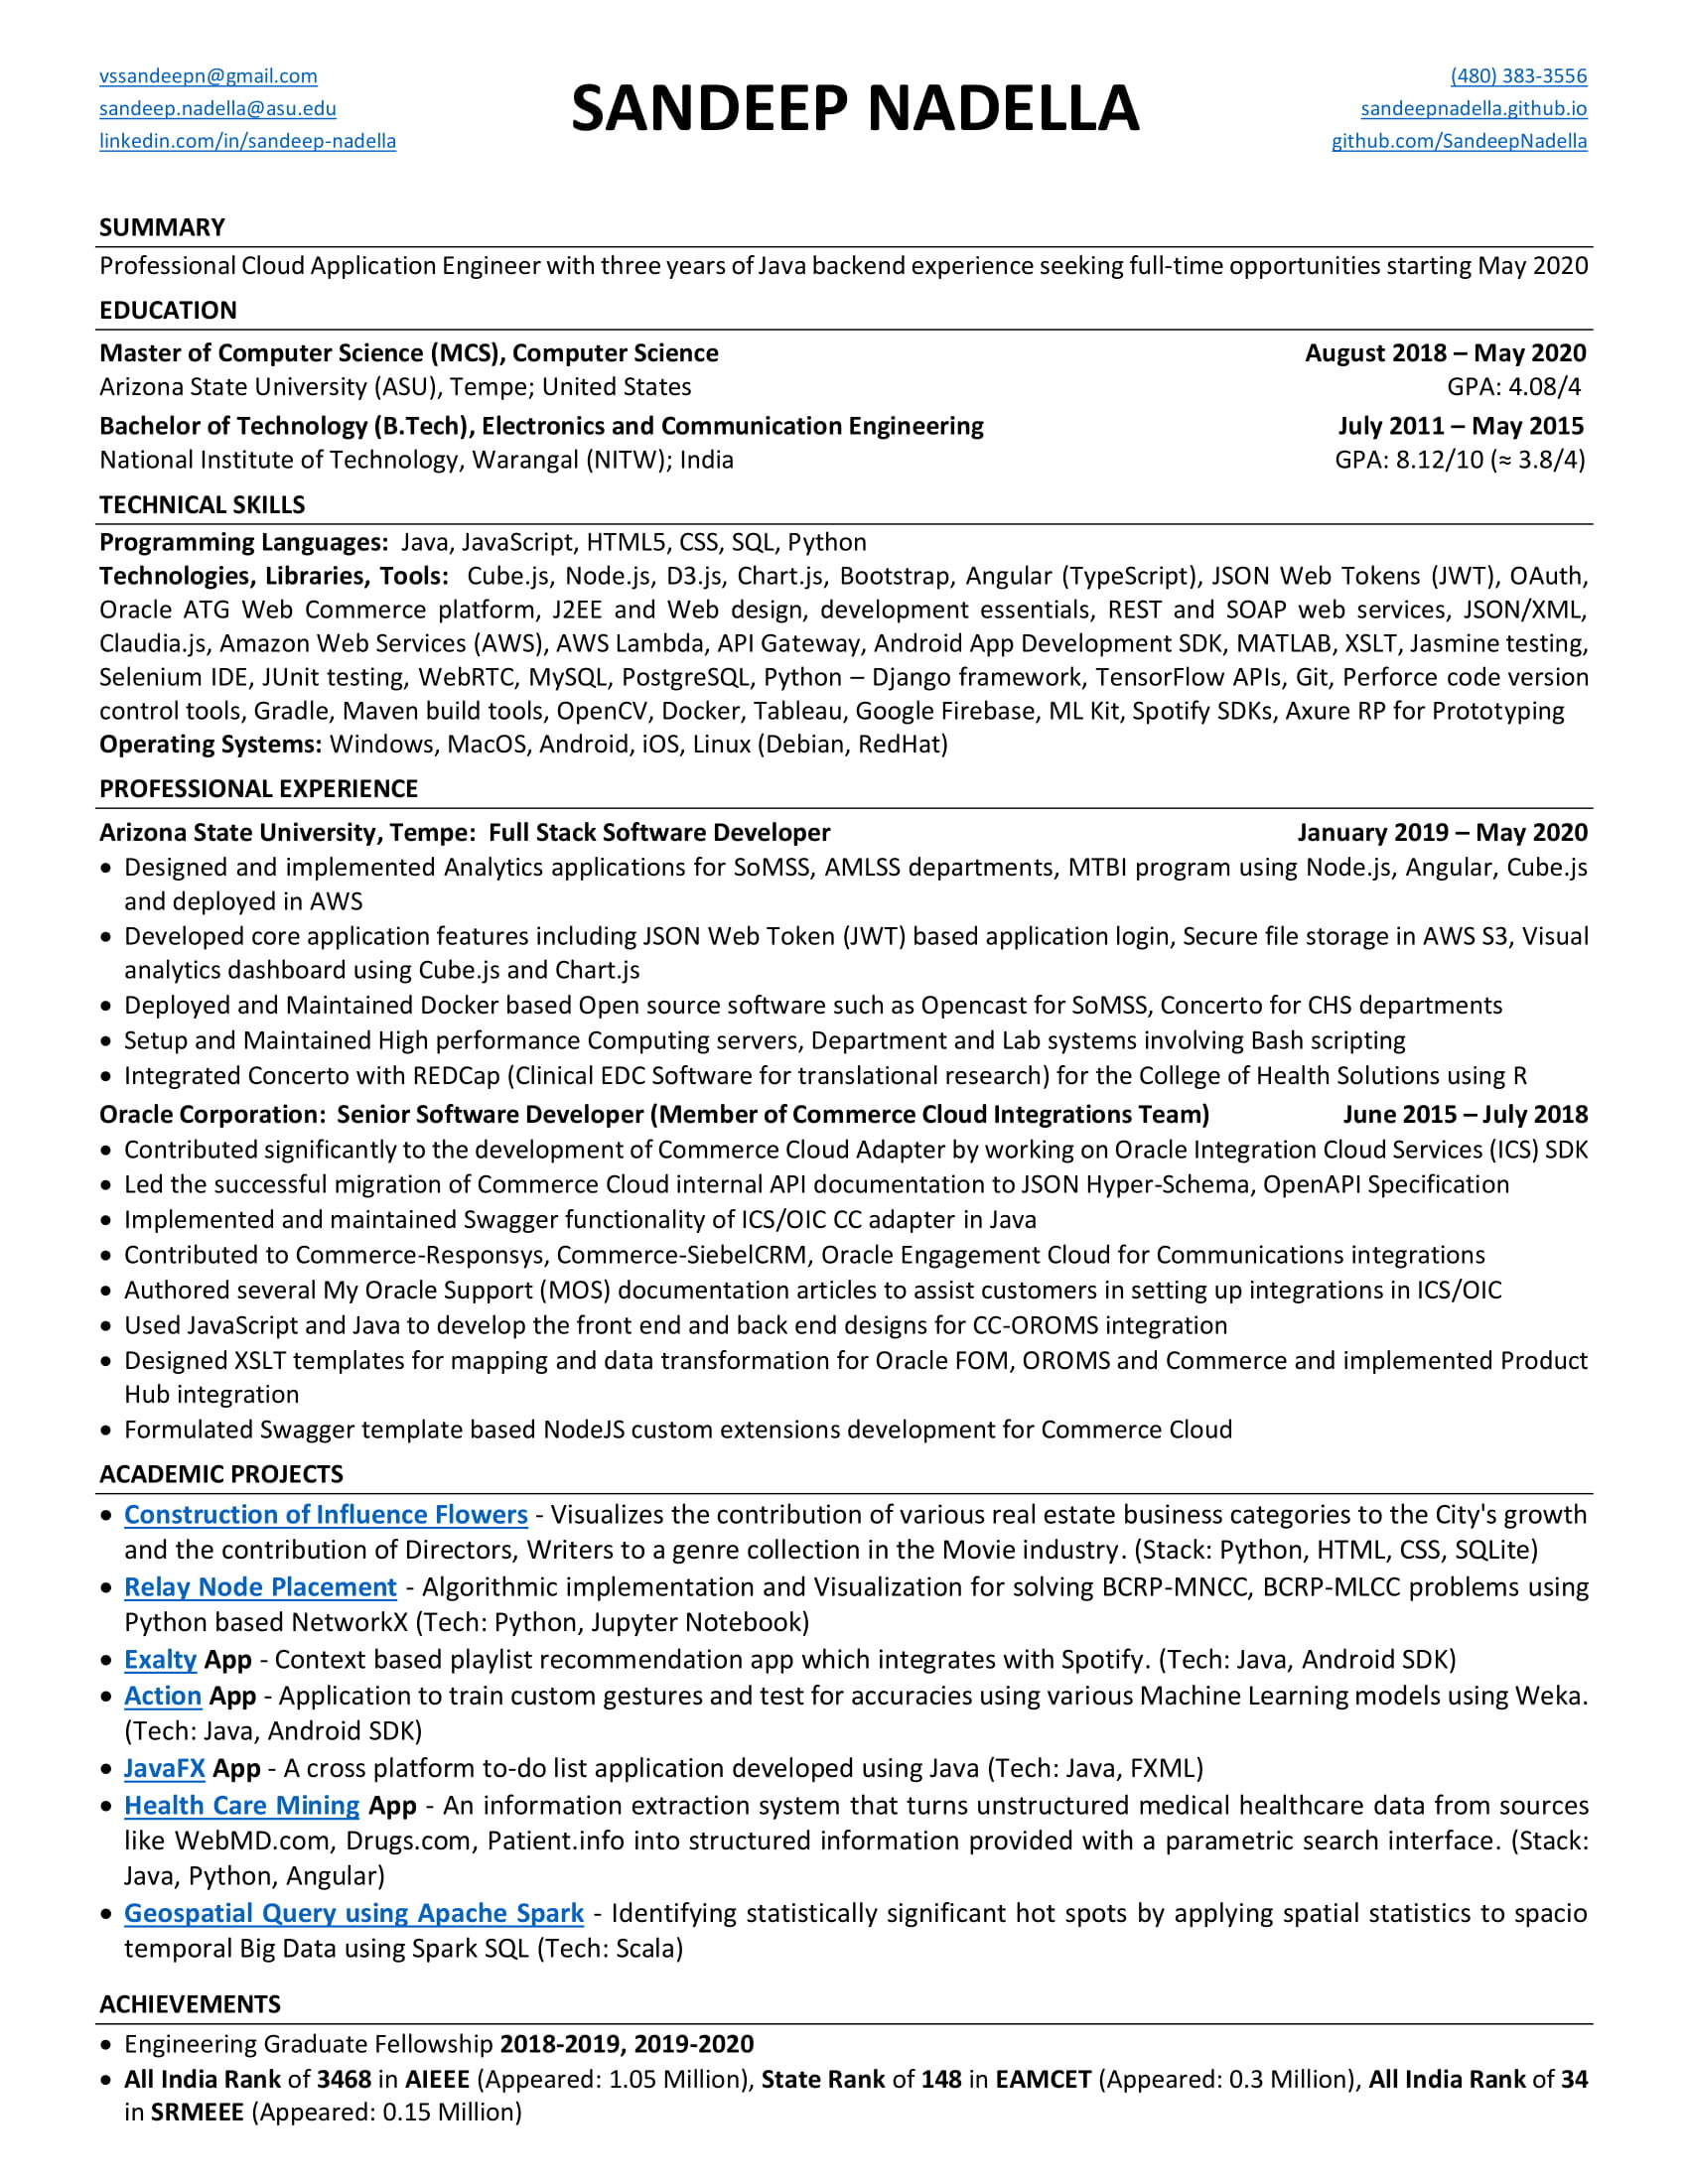 vssandeepn@gmail.com
sandeep.nadella@asu.edu
linkedin.com/in/sandeep-nadella
SANDEEP NADELLA
(480) 383-3556
sandeepnadella.github.io
github.com/SandeepNadella
SUMMARY
Professional Cloud Application Engineer with three years of Java backend experience seeking full-time opportunities starting May 2020
EDUCATION
Master of Computer Science (MCS), Computer Science August 2018 – May 2020
Arizona State University (ASU), Tempe; United States GPA: 4.08/4
Bachelor of Technology (B.Tech), Electronics and Communication Engineering July 2011 – May 2015
National Institute of Technology, Warangal (NITW); India GPA: 8.12/10 (≈ 3.8/4)
TECHNICAL SKILLS
Programming Languages: Java, JavaScript, HTML5, CSS, SQL, Python
Technologies, Libraries, Tools: Cube.js, Node.js, D3.js, Chart.js, Bootstrap, Angular (TypeScript), JSON Web Tokens (JWT), OAuth,
Oracle ATG Web Commerce platform, J2EE and Web design, development essentials, REST and SOAP web services, JSON/XML,
Claudia.js, Amazon Web Services (AWS), AWS Lambda, API Gateway, Android App Development SDK, MATLAB, XSLT, Jasmine testing,
Selenium IDE, JUnit testing, WebRTC, MySQL, PostgreSQL, Python – Django framework, TensorFlow APIs, Git, Perforce code version
control tools, Gradle, Maven build tools, OpenCV, Docker, Tableau, Google Firebase, ML Kit, Spotify SDKs, Axure RP for Prototyping
Operating Systems: Windows, MacOS, Android, iOS, Linux (Debian, RedHat)
PROFESSIONAL EXPERIENCE
Arizona State University, Tempe: Full Stack Software Developer January 2019 – May 2020
• Designed and implemented Analytics applications for SoMSS, AMLSS departments, MTBI program using Node.js, Angular, Cube.js
and deployed in AWS
• Developed core application features including JSON Web Token (JWT) based application login, Secure file storage in AWS S3, Visual
analytics dashboard using Cube.js and Chart.js
• Deployed and Maintained Docker based Open source software such as Opencast for SoMSS, Concerto for CHS departments
• Setup and Maintained High performance Computing servers, Department and Lab systems involving Bash scripting
• Integrated Concerto with REDCap (Clinical EDC Software for translational research) for the College of Health Solutions using R
Oracle Corporation: Senior Software Developer (Member of Commerce Cloud Integrations Team) June 2015 – July 2018
• Contributed significantly to the development of Commerce Cloud Adapter by working on Oracle Integration Cloud Services (ICS) SDK
• Led the successful migration of Commerce Cloud internal API documentation to JSON Hyper-Schema, OpenAPI Specification
• Implemented and maintained Swagger functionality of ICS/OIC CC adapter in Java
• Contributed to Commerce-Responsys, Commerce-SiebelCRM, Oracle Engagement Cloud for Communications integrations
• Authored several My Oracle Support (MOS) documentation articles to assist customers in setting up integrations in ICS/OIC
• Used JavaScript and Java to develop the front end and back end designs for CC-OROMS integration
• Designed XSLT templates for mapping and data transformation for Oracle FOM, OROMS and Commerce and implemented Product
Hub integration
• Formulated Swagger template based NodeJS custom extensions development for Commerce Cloud
ACADEMIC PROJECTS
• Construction of Influence Flowers - Visualizes the contribution of various real estate business categories to the City's growth
and the contribution of Directors, Writers to a genre collection in the Movie industry. (Stack: Python, HTML, CSS, SQLite)
• Relay Node Placement - Algorithmic implementation and Visualization for solving BCRP-MNCC, BCRP-MLCC problems using
Python based NetworkX (Tech: Python, Jupyter Notebook)
• Exalty App - Context based playlist recommendation app which integrates with Spotify. (Tech: Java, Android SDK)
• Action App - Application to train custom gestures and test for accuracies using various Machine Learning models using Weka.
(Tech: Java, Android SDK)
• JavaFX App - A cross platform to-do list application developed using Java (Tech: Java, FXML)
• Health Care Mining App - An information extraction system that turns unstructured medical healthcare data from sources
like WebMD.com, Drugs.com, Patient.info into structured information provided with a parametric search interface. (Stack:
Java, Python, Angular)
• Geospatial Query using Apache Spark - Identifying statistically significant hot spots by applying spatial statistics to spacio
temporal Big Data using Spark SQL (Tech: Scala)
ACHIEVEMENTS
• Engineering Graduate Fellowship 2018-2019, 2019-2020
• All India Rank of 3468 in AIEEE (Appeared: 1.05 Million), State Rank of 148 in EAMCET (Appeared: 0.3 Million), All India Rank of 34
in SRMEEE (Appeared: 0.15 Million)